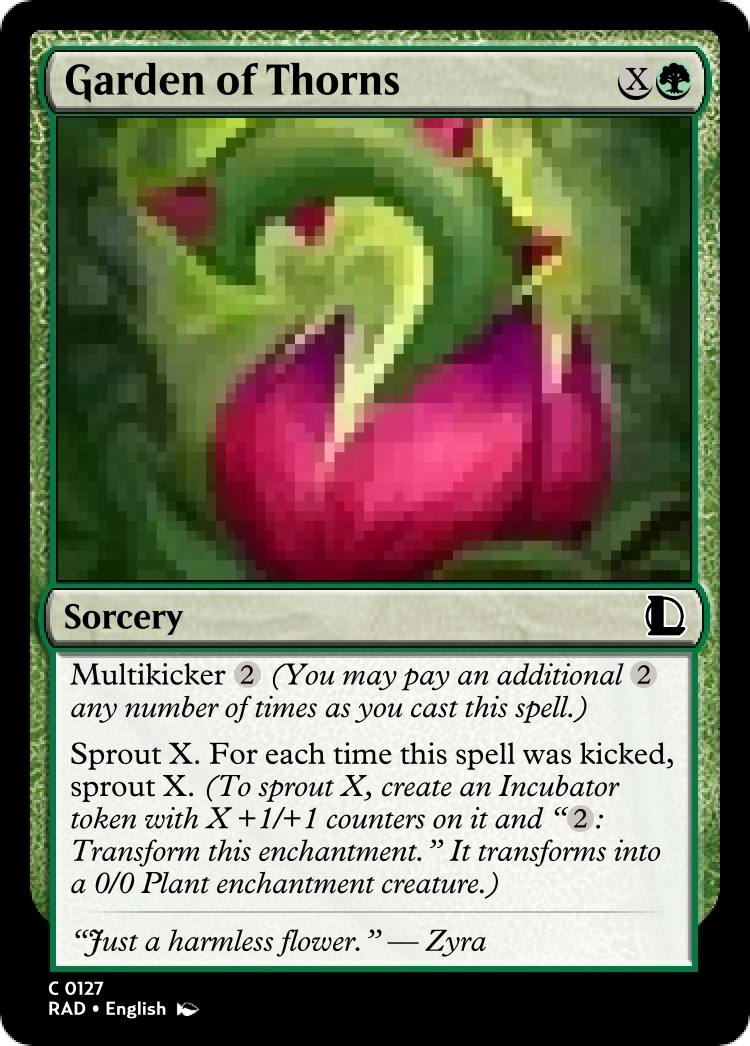 Garden of Thorns X
Sorcery
Multikicker 2 (You may pay an additional 2
any number of times as you cast this spell.)
Sprout X. For each time this spell was kicked,
sprout X. (To sprout X, create an Incubator
token with X +1/+1 counters on it and “2:
Transform this enchantment.” It transforms into
a 0/0 Plant enchantment creature.)
“Just a harmless flower.” — Zyra
C 0127
RAD • English